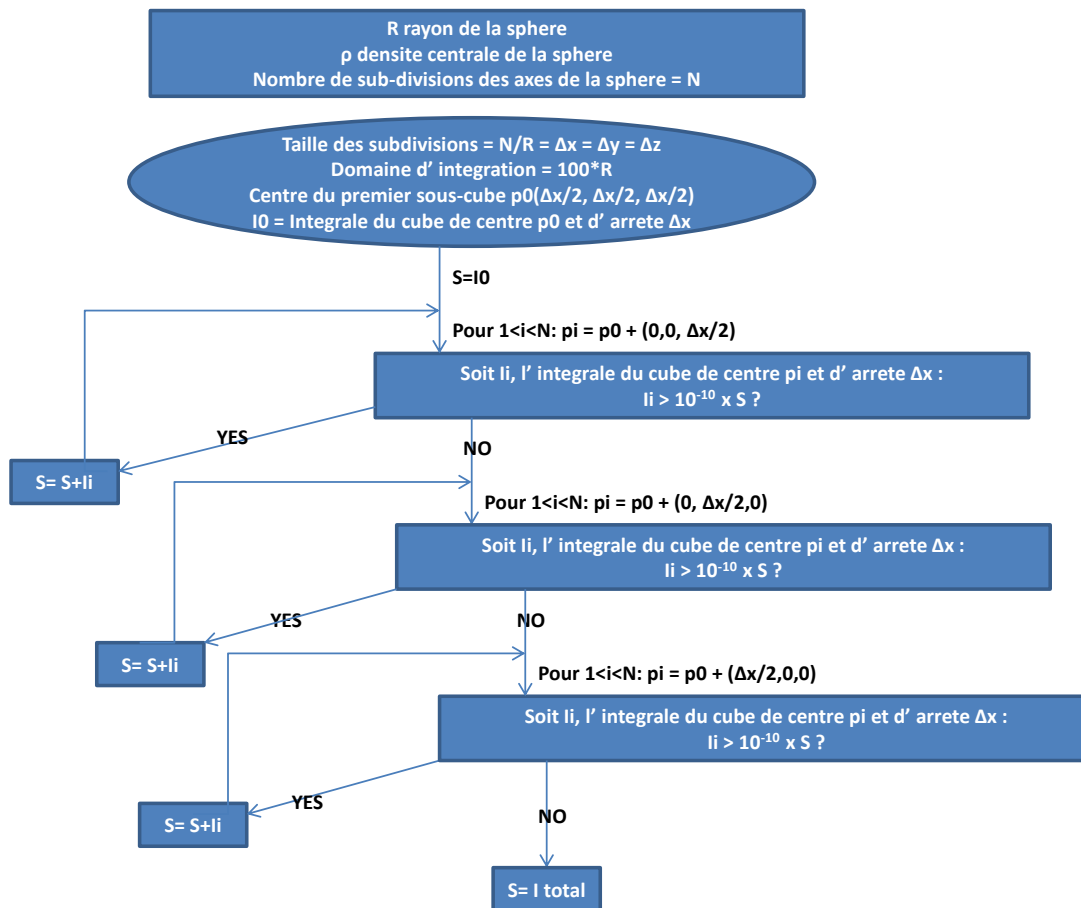 R rayon de la sphere
ρ densite centrale de la sphere
Nombre de sub-divisions des axes de la sphere = N
Taille des subdivisions = N/R = Δx = Δy = Δz
Domaine d’ integration = 100*R
Centre du premier sous-cube p0(Δx/2, Δx/2, Δx/2)
I0 = Integrale du cube de centre p0 et d’ arrete Δx
S=I0
Pour 1<i<N: pi = p0 + (0,0, Δx/2)
Soit Ii, l’ integrale du cube de centre pi et d’ arrete Δx :
Ii > 10⁻¹⁰ x S ?
YES
NO
S= S+Ii
Pour 1<i<N: pi = p0 + (0, Δx/2,0)
Soit Ii, l’ integrale du cube de centre pi et d’ arrete Δx :
Ii > 10⁻¹⁰ x S ?
YES
NO
S= S+Ii
Pour 1<i<N: pi = p0 + (Δx/2,0,0)
Soit Ii, l’ integrale du cube de centre pi et d’ arrete Δx :
Ii > 10⁻¹⁰ x S ?
YES
NO
S= S+Ii
S= I total